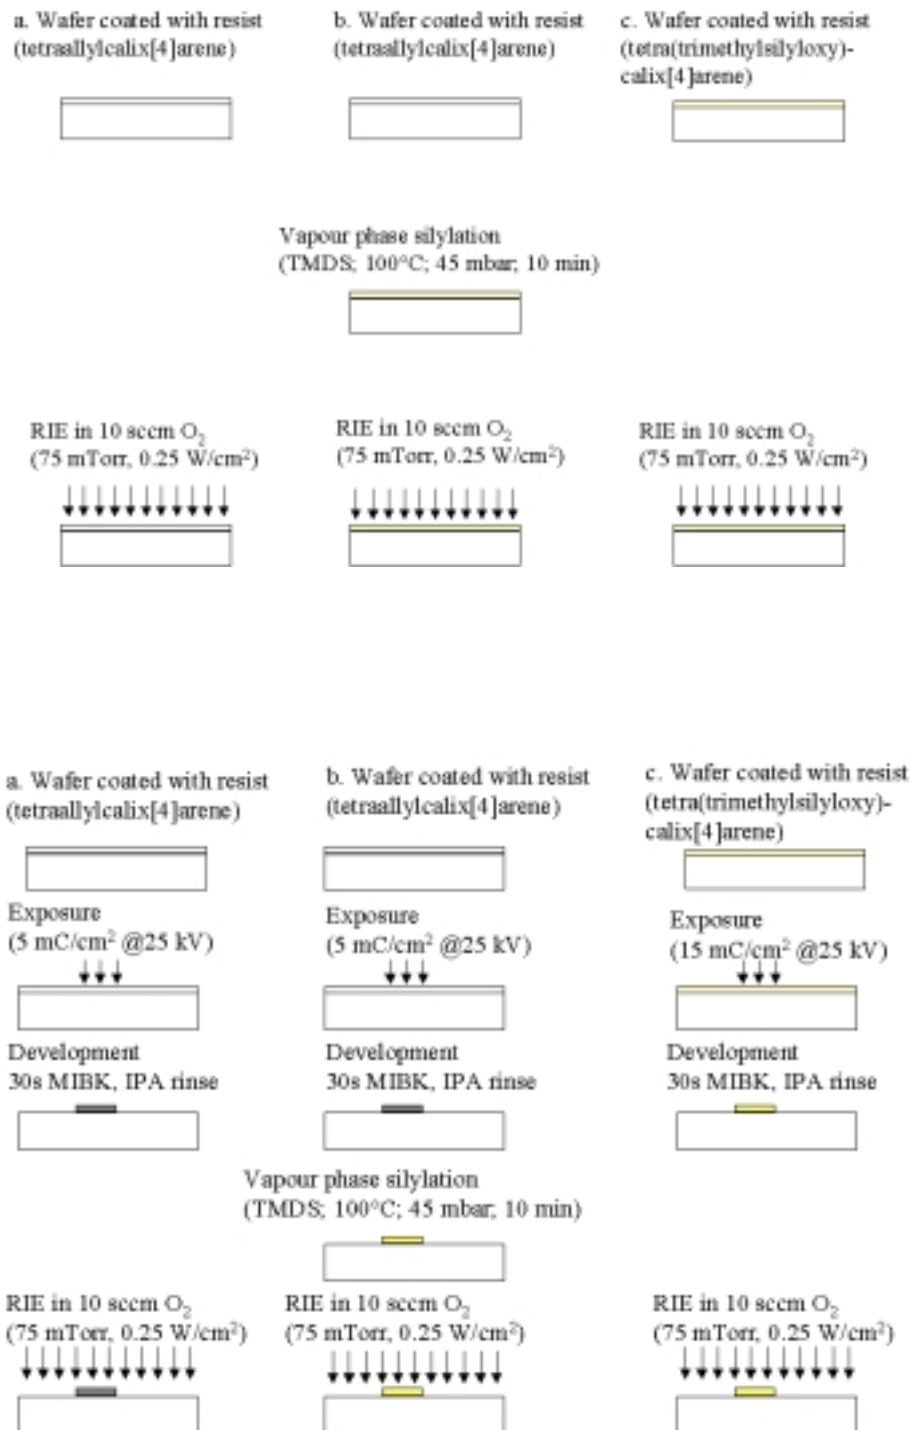 a. Wafer coated with resist
(tetraallylcalix[4]arene)
b. Wafer coated with resist
(tetraallylcalix[4]arene)
c. Wafer coated with resist
(tetra(trimethylsilyloxy)-
calix[4]arene)
Vapour phase silylation
(TMDS; 100°C; 45 mbar; 10 min)
RIE in 10 sccm O₂
(75 mTorr, 0.25 W/cm²)
RIE in 10 sccm O₂
(75 mTorr, 0.25 W/cm²)
RIE in 10 sccm O₂
(75 mTorr, 0.25 W/cm²)
a. Wafer coated with resist
(tetraallylcalix[4]arene)
b. Wafer coated with resist
(tetraallylcalix[4]arene)
c. Wafer coated with resist
(tetra(trimethylsilyloxy)-
calix[4]arene)
Exposure
(5 mC/cm² @25 kV)
Exposure
(5 mC/cm² @25 kV)
Exposure
(15 mC/cm² @25 kV)
Development
30s MIBK, IPA rinse
Development
30s MIBK, IPA rinse
Development
30s MIBK, IPA rinse
Vapour phase silylation
(TMDS; 100°C; 45 mbar; 10 min)
RIE in 10 sccm O₂
(75 mTorr, 0.25 W/cm²)
RIE in 10 sccm O₂
(75 mTorr, 0.25 W/cm²)
RIE in 10 sccm O₂
(75 mTorr, 0.25 W/cm²)